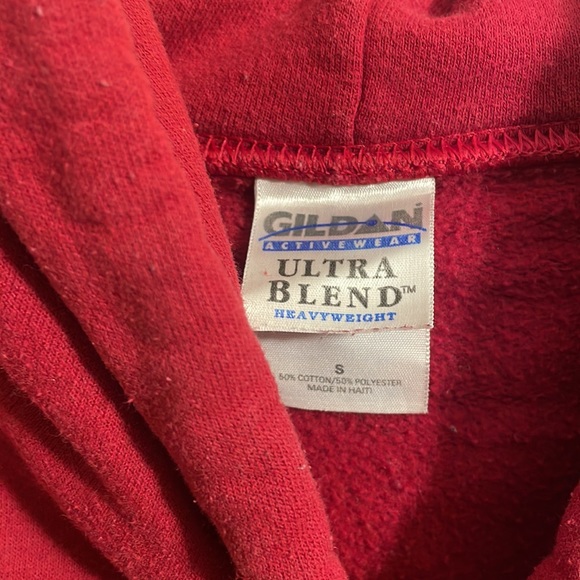 GILDAN
ACTIVEWEAR
ULTRA
BLEND™
HEAVYWEIGHT
S
50% COTTON/50% POLYESTER
MADE IN HAITI